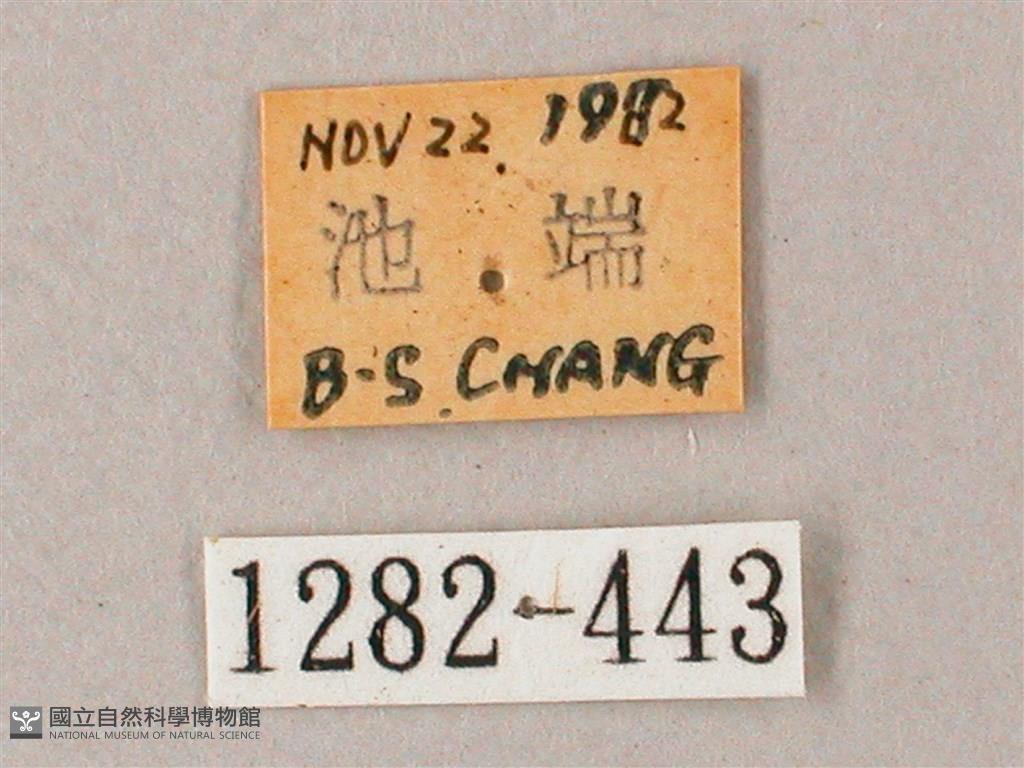 NOV 22. 1982
池端
B-S. CHANG
1282-443
國立自然科學博物館
NATIONAL MUSEUM OF NATURAL SCIENCE